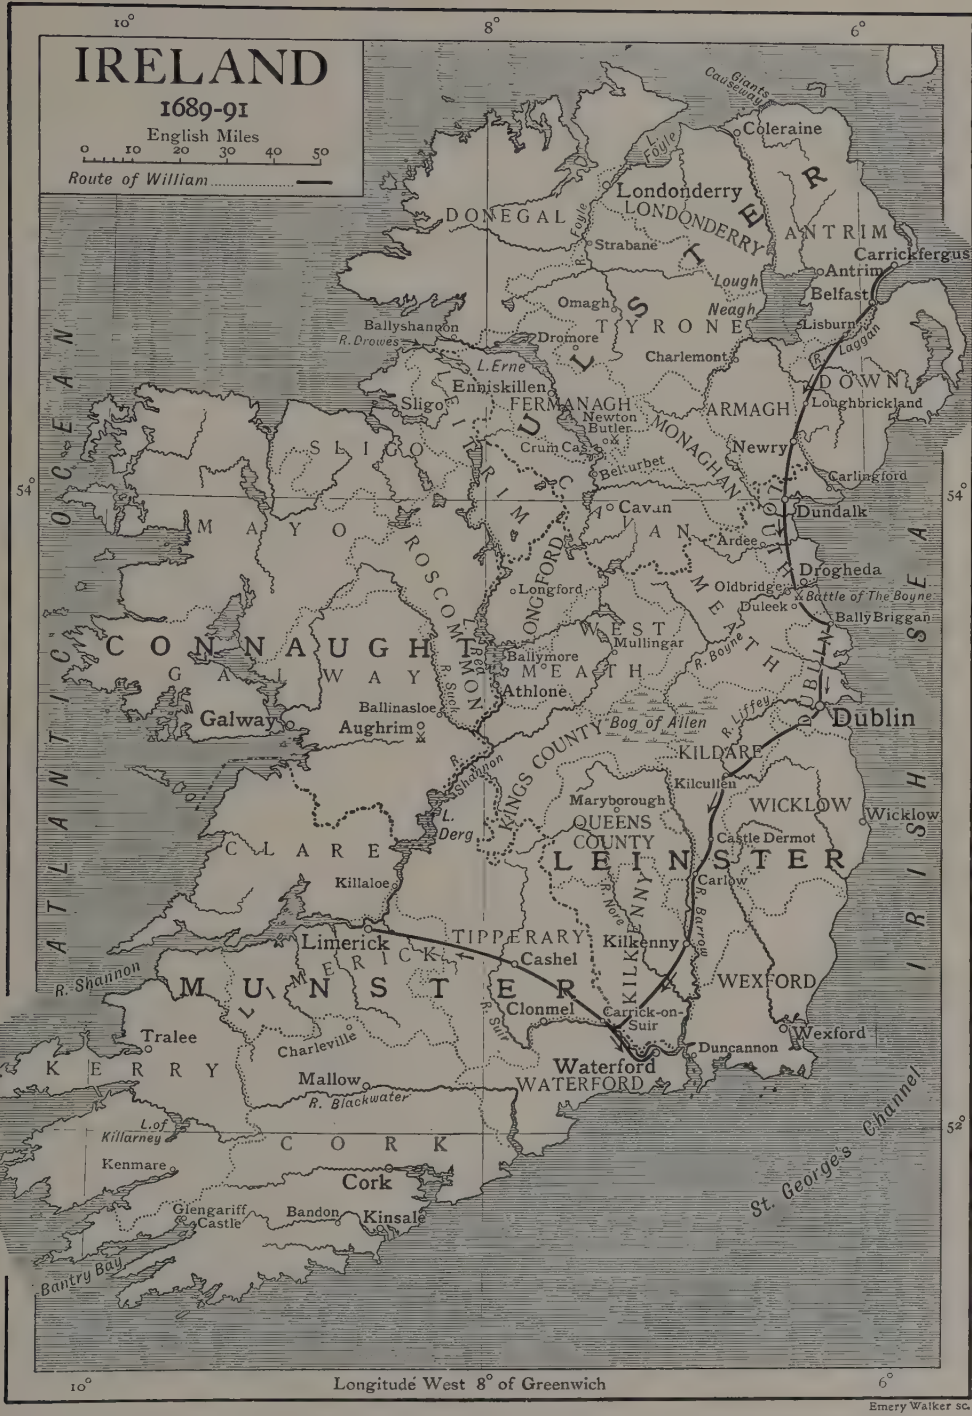 10° 8° 6°
IRELAND
1689-91
English Miles
0 10 20 30 40 50
Route of William
Giants
Causeway
Coleraine
L.
Foyle
Londonderry
LONDONDERRY
DONEGAL
R. Foyle
Strabane
ULSTER
ANTRIM
Carrickfergus
Antrim
Belfast
Lough
Neagh
Omagh
TYRONE
Lisburn
R. Laggan
Ballyshannon
R. Drowes
Dromore
Charlemont
L. Erne
Enniskillen
DOWN
Loughbrickland
Sligo
FERMANAGH
ARMAGH
Newton
Butler
LEITRIM
SLIGO
Crum Cas.
MONAGHAN
Newry
Belturbet
Carlingford
54° 54°
MAYO
Cavan
CAVAN
Dundalk
LOUTH
Ardee
ROSCOMMON
LONGFORD
Longford
Drogheda
Oldbridge
Battle of The Boyne
Duleek
MEATH
Bally Briggan
WEST
MEATH
Mullingar
R. Boyne
CONNAUGHT
L. Rea
Ballymore
GALWAY
R. Suck
Athlone
DUBLIN
Ballinasloe
Galway
Aughrim
Bog of Allen
R. Liffey
Dublin
KINGS COUNTY
KILDARE
R.
Shannon
Kilcullen
Maryborough
WICKLOW
Wicklow
L.
Derg
QUEENS
COUNTY
Castle Dermot
CLARE
LEINSTER
Killaloe
Carlow
R. Nore
R. Barrow
TIPPERARY
KILKENNY
Kilkenny
Limerick
LIMERICK
Cashel
R. Shannon
MUNSTER
WEXFORD
Clonmel
Carrick-on-
Suir
R. Suir
Tralee
Charleville
Wexford
KERRY
Waterford
Duncannon
WATERFORD
Mallow
R. Blackwater
L. of
Killarney
52°
CORK
Kenmare
Cork
Glengariff
Castle
Bandon
Kinsale
Bantry Bay
ATLANTIC OCEAN
IRISH SEA
St. George's Channel
10° Longitude West 8° of Greenwich 6°
Emery Walker sc.